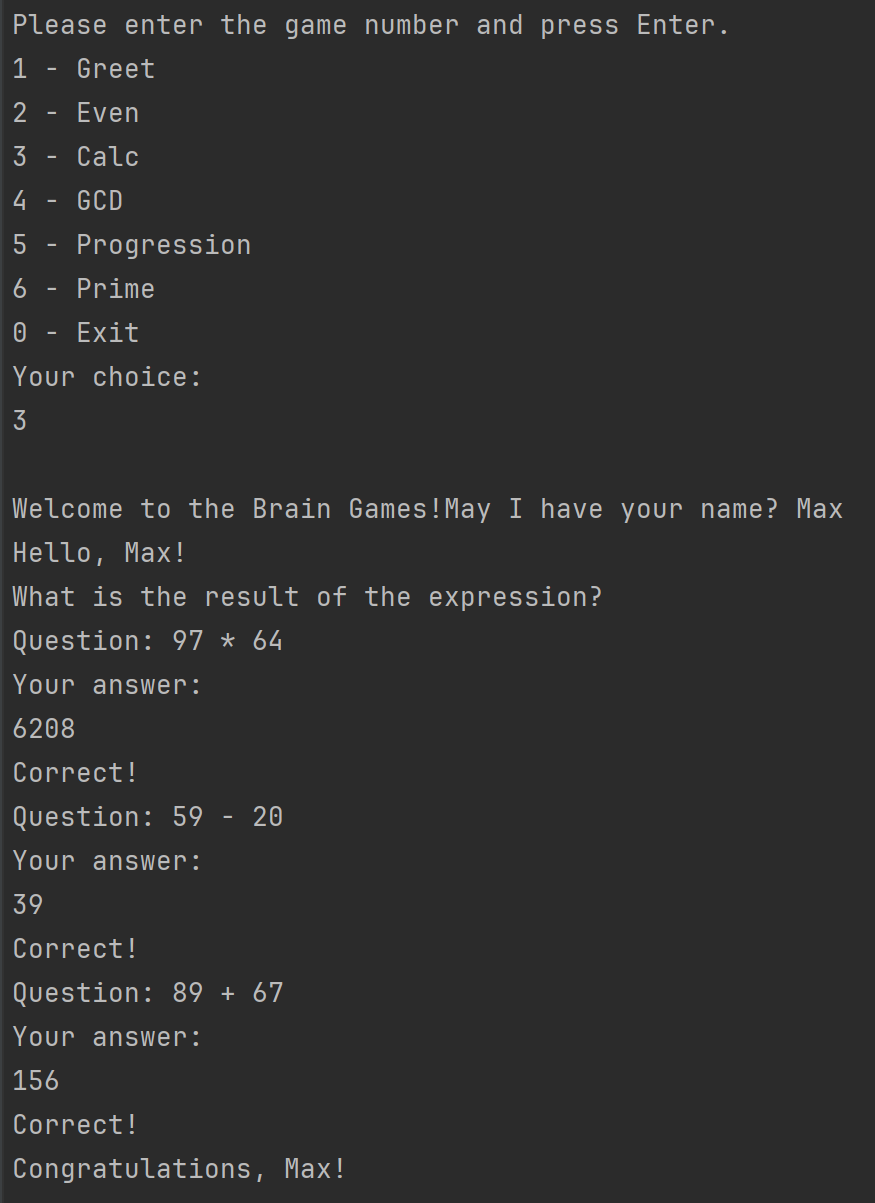 Please enter the game number and press Enter.
1 - Greet
2 - Even
3 - Calc
4 - GCD
5 - Progression
6 - Prime
0 - Exit
Your choice:
3

Welcome to the Brain Games!May I have your name? Max
Hello, Max!
What is the result of the expression?
Question: 97 * 64
Your answer:
6208
Correct!
Question: 59 - 20
Your answer:
39
Correct!
Question: 89 + 67
Your answer:
156
Correct!
Congratulations, Max!